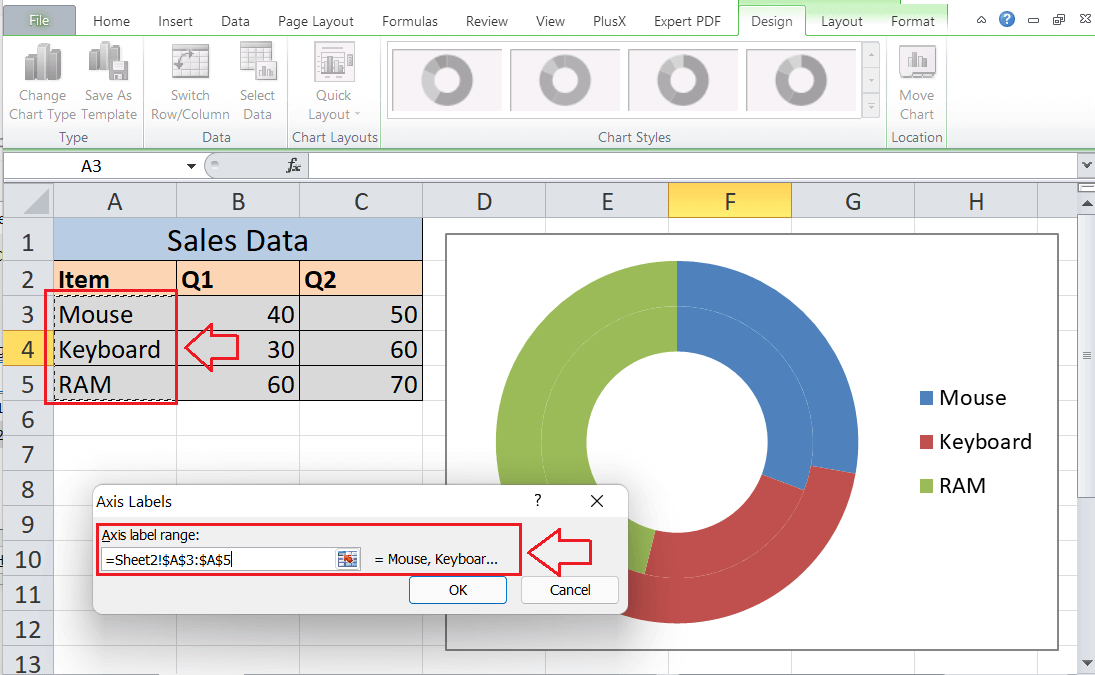 File Home Insert Data Page Layout Formulas Review View PlusX Expert PDF Design Layout Format
Change Save As Switch Select Quick Move
Chart Type Template Row/Column Data Layout Chart
Type Data Chart Layouts Chart Styles Location
A3 fx
A B C D E F G H
1 Sales Data
2 Item Q1 Q2
3 Mouse 40 50
4 Keyboard 30 60
5 RAM 60 70
6
7
8
9
10
11
12
13
Mouse
Keyboard
RAM
Axis Labels ?
Axis label range:
=Sheet2!$A$3:$A$5 = Mouse, Keyboar...
OK Cancel